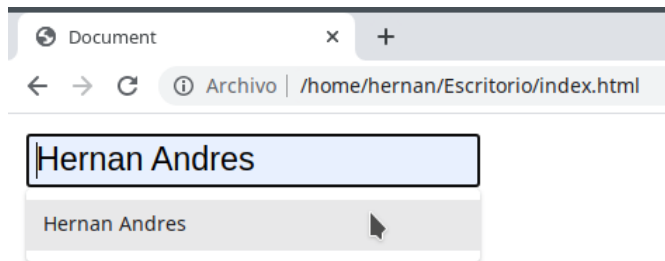 Document
Archivo | /home/hernan/Escritorio/index.html
Hernan Andres
Hernan Andres